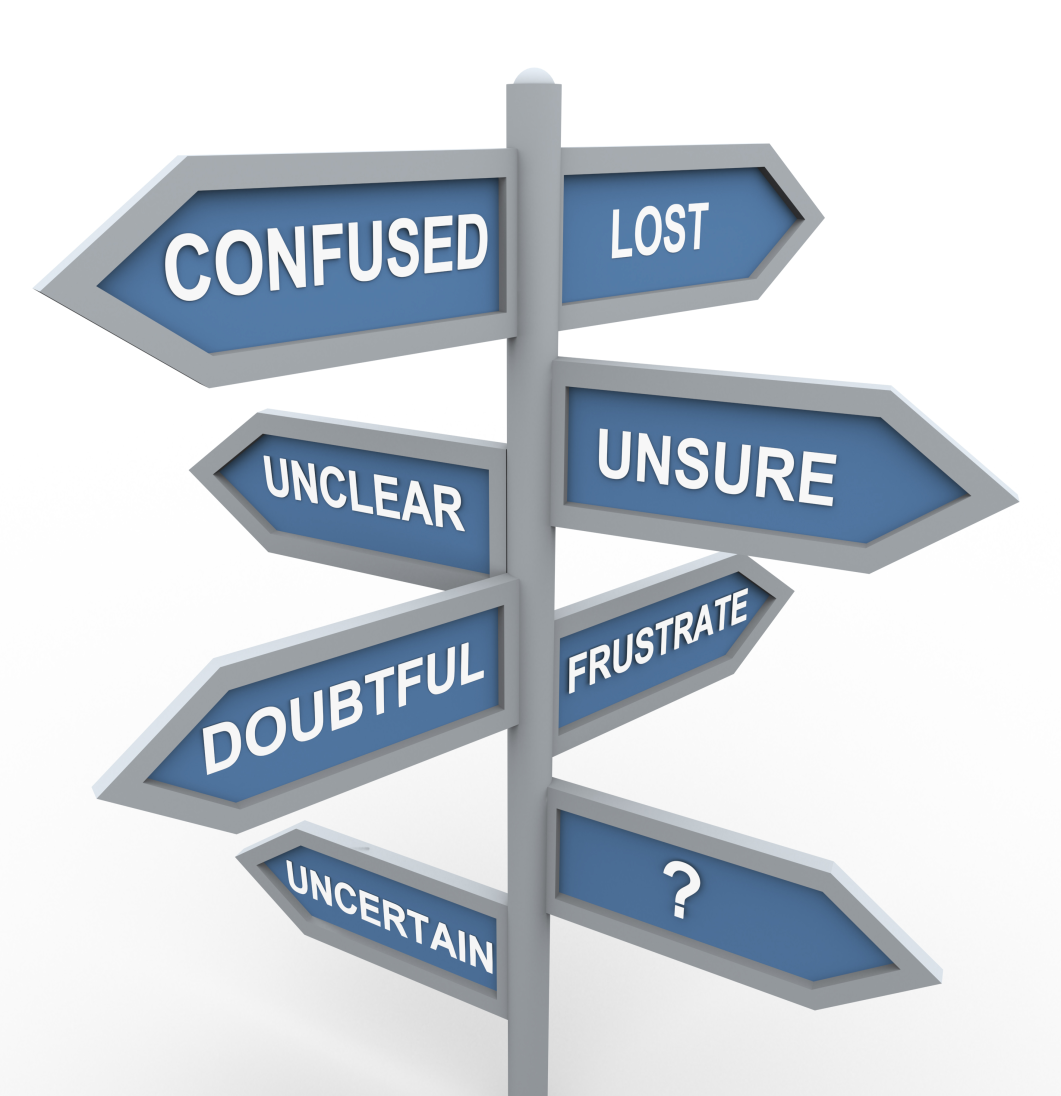 CONFUSED
LOST
UNCLEAR
UNSURE
DOUBTFUL
FRUSTRATE
UNCERTAIN
?